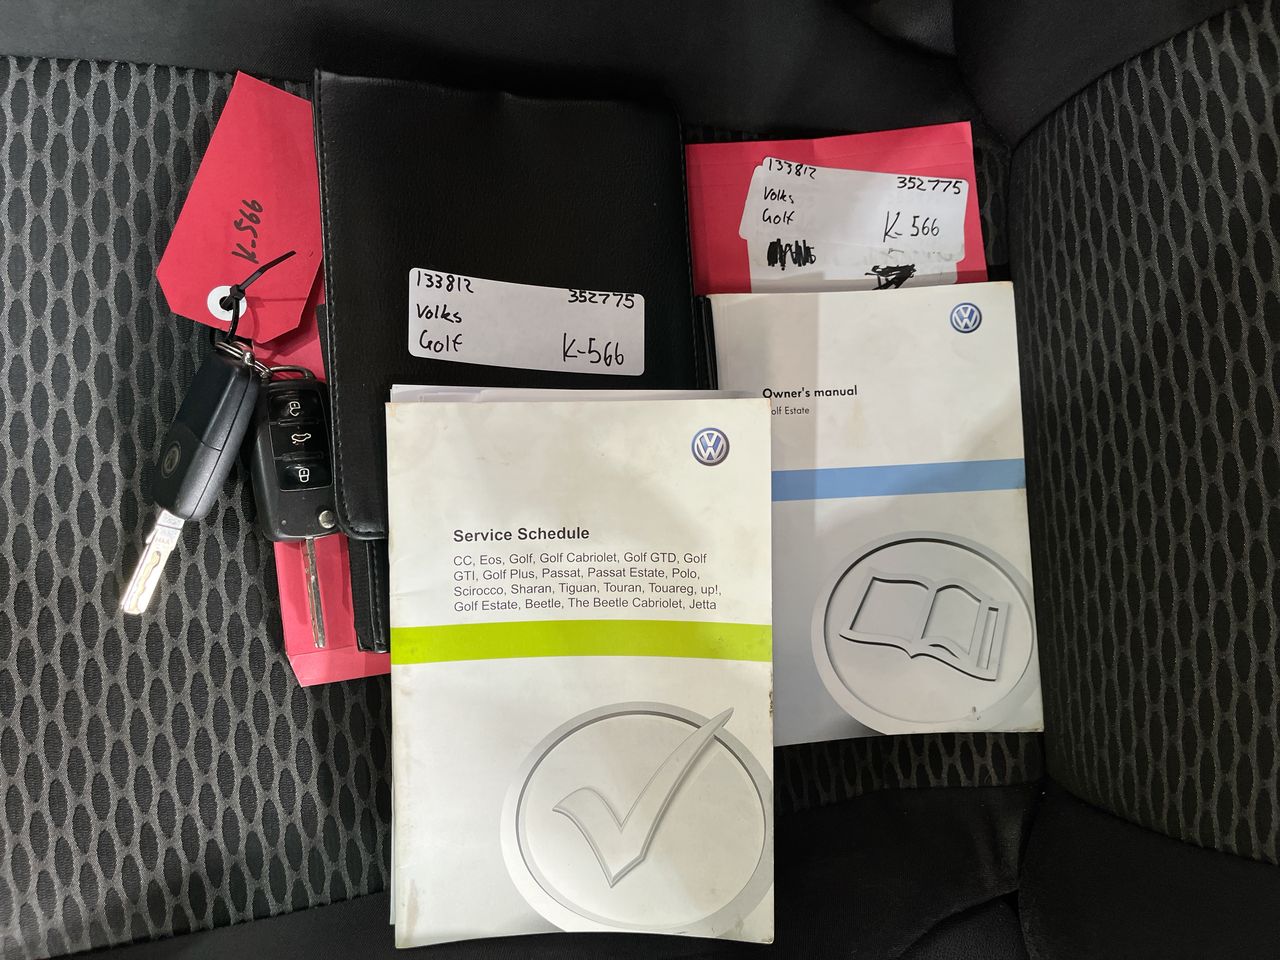 K-566
133812
352775
Volks
Golf
K-566
133812
352775
Volks
Golf
K-566
Owner's manual
olf Estate
Service Schedule
CC, Eos, Golf, Golf Cabriolet, Golf GTD, Golf
GTI, Golf Plus, Passat, Passat Estate, Polo,
Scirocco, Sharan, Tiguan, Touran, Touareg, up!,
Golf Estate, Beetle, The Beetle Cabriolet, Jetta